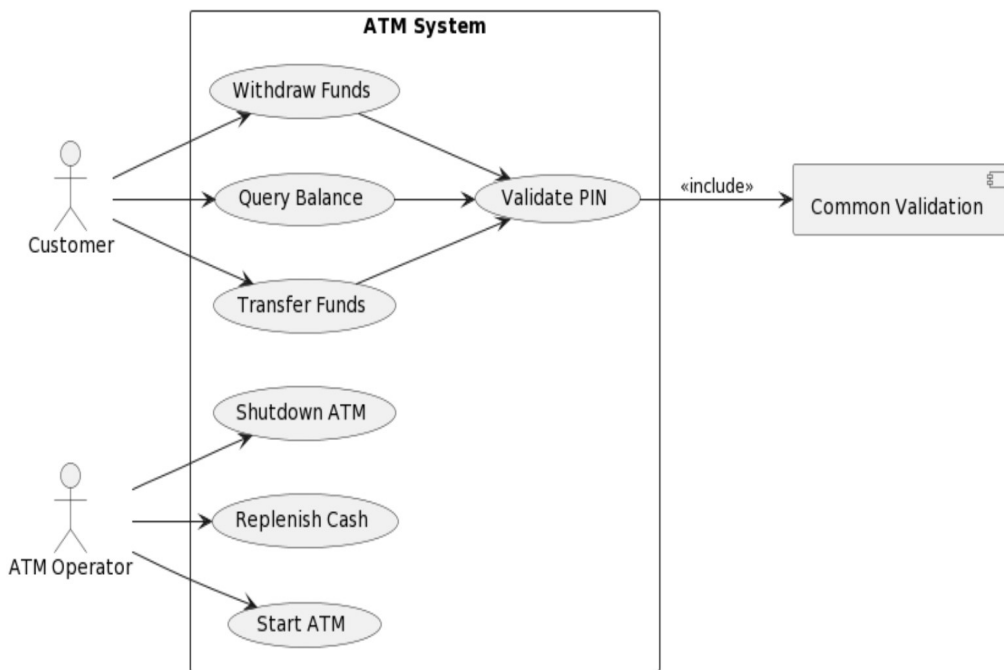 ATM System
Withdraw Funds
Query Balance
Validate PIN
«include»
Common Validation
Customer
Transfer Funds
Shutdown ATM
Replenish Cash
ATM Operator
Start ATM